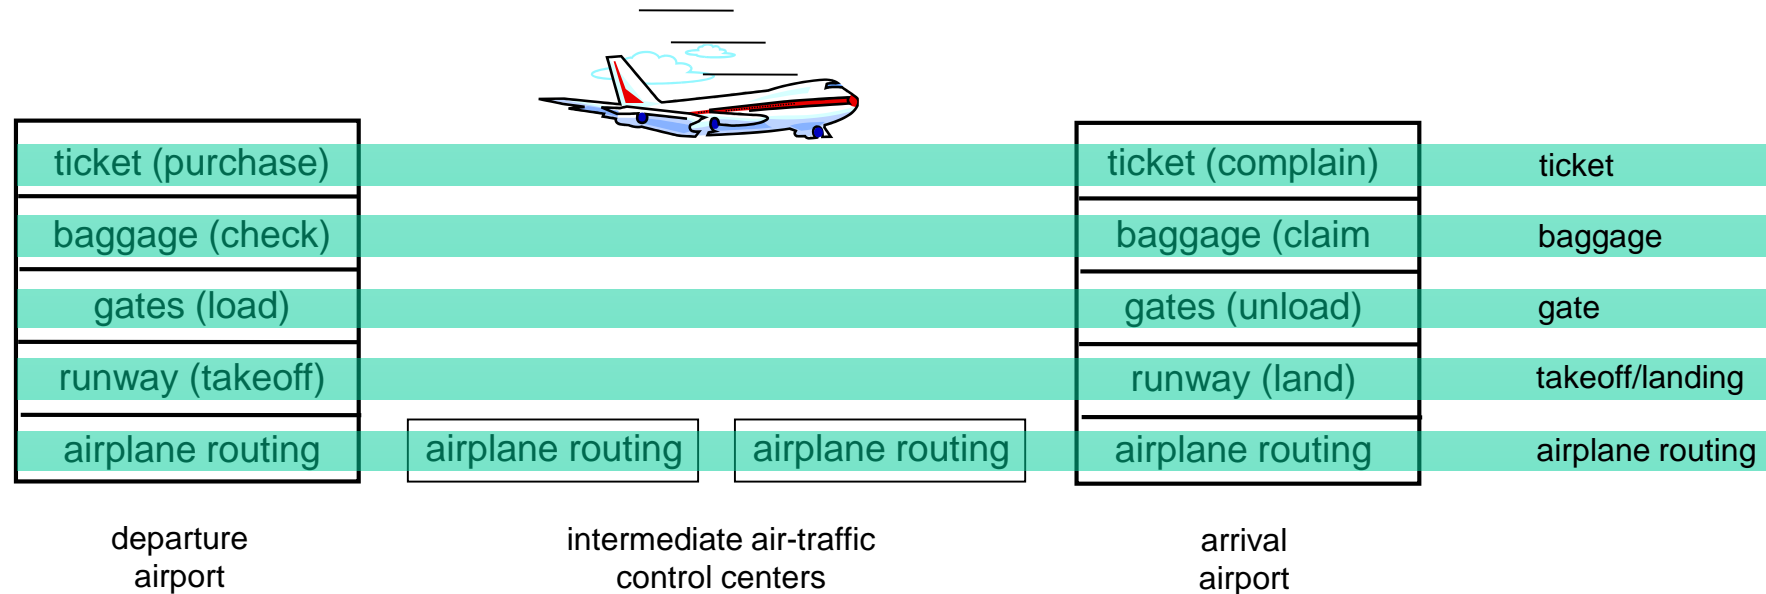 ticket (purchase) ticket (complain) ticket
baggage (check) baggage (claim baggage
gates (load) gates (unload) gate
runway (takeoff) runway (land) takeoff/landing
airplane routing airplane routing airplane routing airplane routing airplane routing
departure
airport
intermediate air-traffic
control centers
arrival
airport